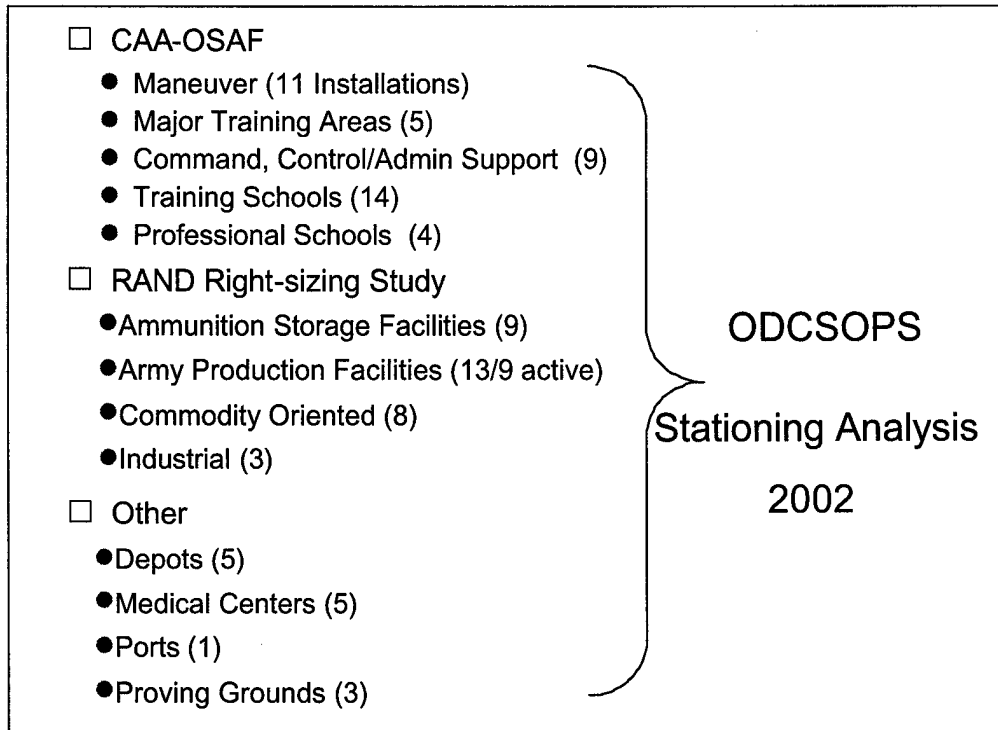 □ CAA-OSAF
● Maneuver (11 Installations)
● Major Training Areas (5)
● Command, Control/Admin Support (9)
● Training Schools (14)
● Professional Schools (4)
□ RAND Right-sizing Study
●Ammunition Storage Facilities (9)
●Army Production Facilities (13/9 active)
●Commodity Oriented (8)
●Industrial (3)
□ Other
●Depots (5)
●Medical Centers (5)
●Ports (1)
●Proving Grounds (3)
ODCSOPS
Stationing Analysis
2002